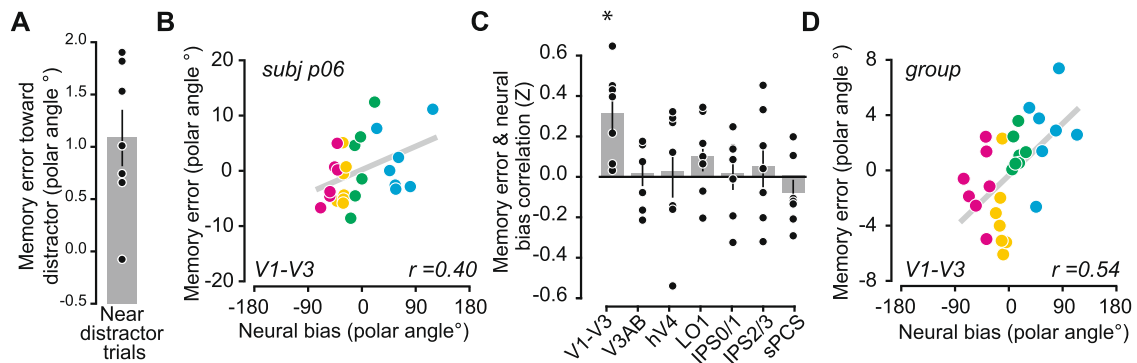 A
Memory error toward
distractor (polar angle °)
2.0
1.5
1.0
0.5
0.0
-0.5
Near
distractor
trials
B
Memory error (polar angle °)
20
10
0
-10
-20
subj p06
V1-V3
r =0.40
-180
-90
0
90
180
Neural bias (polar angle°)
C
Memory error & neural
bias correlation (Z)
0.6
0.4
0.2
0.0
-0.2
-0.4
-0.6
*
V1-V3
V3AB
hV4
LO1
IPS0/1
IPS2/3
sPCS
D
Memory error (polar angle °)
8
4
0
-4
-8
group
V1-V3
r =0.54
-180
-90
0
90
180
Neural bias (polar angle°)